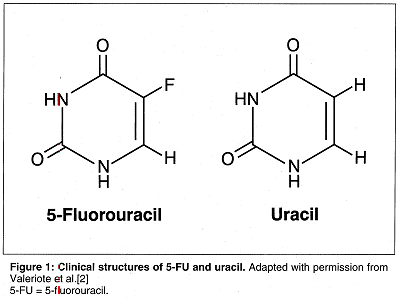 O
HN
F
O
N
H
H
5-Fluorouracil
O
HN
H
O
N
H
H
Uracil
Figure 1: Clinical structures of 5-FU and uracil. Adapted with permission from
Valeriote et al.[2]
5-FU = 5-fluorouracil.